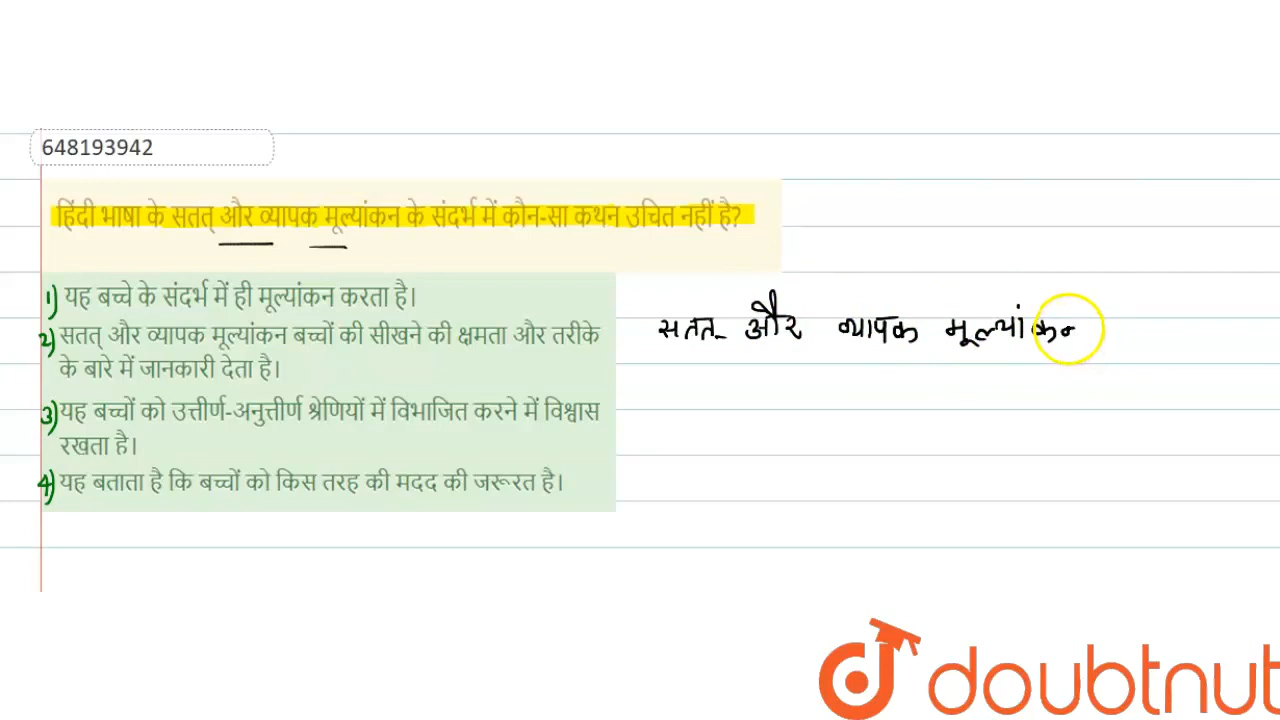 648193942
हिंदी भाषा के सतत् और व्यापक मूल्यांकन के संदर्भ में कौन-सा कथन उचित नहीं है?
1) यह बच्चे के संदर्भ में ही मूल्यांकन करता है।
2) सतत् और व्यापक मूल्यांकन बच्चों की सीखने की क्षमता और तरीके
के बारे में जानकारी देता है।
3) यह बच्चों को उत्तीर्ण-अनुत्तीर्ण श्रेणियों में विभाजित करने में विश्वास
रखता है।
4) यह बताता है कि बच्चों को किस तरह की मदद की जरूरत है।
सतत् और व्यापक मूल्यांकन
doubtnut